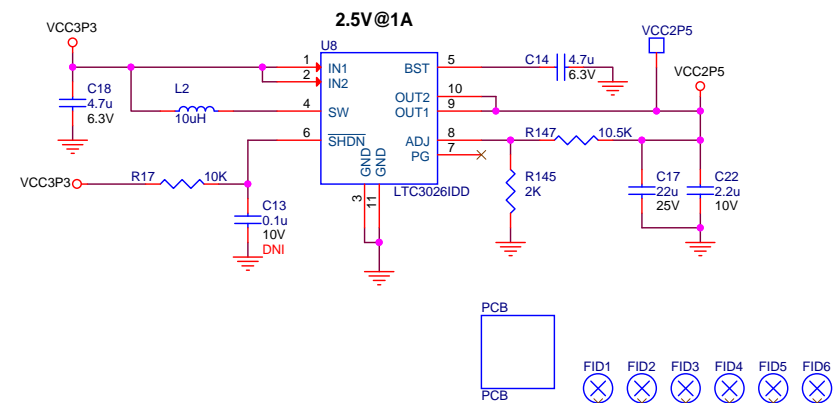 2.5V@1A
VCC3P3
U8
VCC2P5
VCC2P5
1 IN1
2 IN2
BST 5
C14 4.7u
6.3V
C18
4.7u
6.3V
L2
10uH
4 SW
OUT2 10
OUT1 9
6 SHDN
ADJ 8
PG 7
R147 10.5K
VCC3P3
R17 10K
GND
GND
3
11
LTC3026IDD
R145
2K
C17
22u
25V
C22
2.2u
10V
C13
0.1u
10V
DNI
PCB
PCB
FID1 FID2 FID3 FID4 FID5 FID6